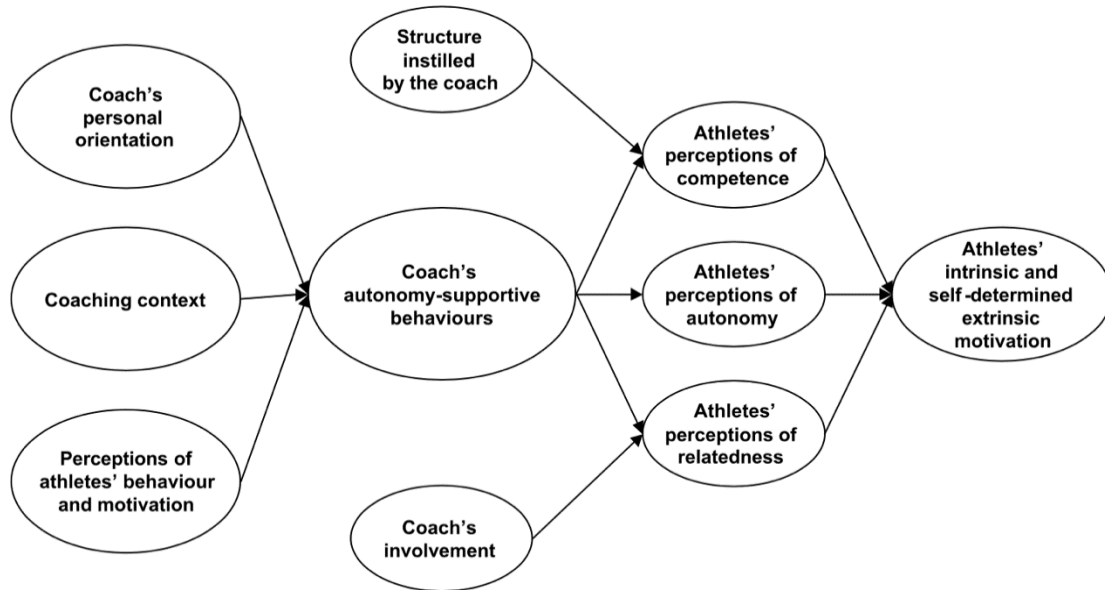 Coach's
personal
orientation
Coaching context
Perceptions of
athletes' behaviour
and motivation
Structure
instilled
by the coach
Coach's
autonomy-supportive
behaviours
Coach's
involvement
Athletes'
perceptions of
competence
Athletes'
perceptions of
autonomy
Athletes'
perceptions of
relatedness
Athletes'
intrinsic and
self-determined
extrinsic
motivation